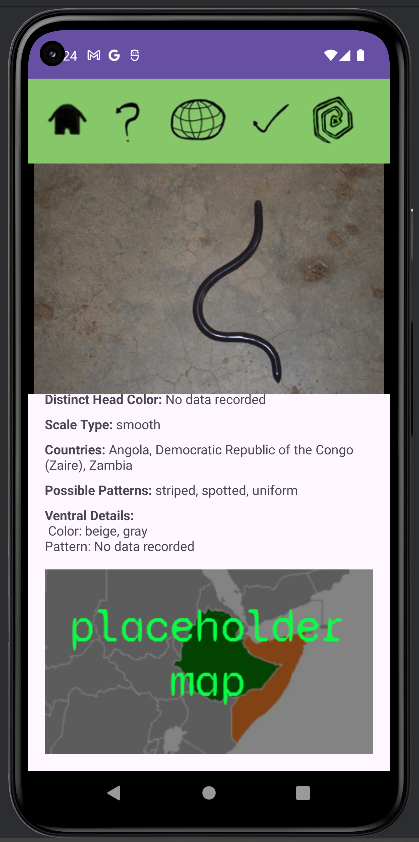 24 M G
Distinct Head Color: No data recorded
Scale Type: smooth
Countries: Angola, Democratic Republic of the Congo
(Zaire), Zambia
Possible Patterns: striped, spotted, uniform
Ventral Details:
Color: beige, gray
Pattern: No data recorded
placeholder
map